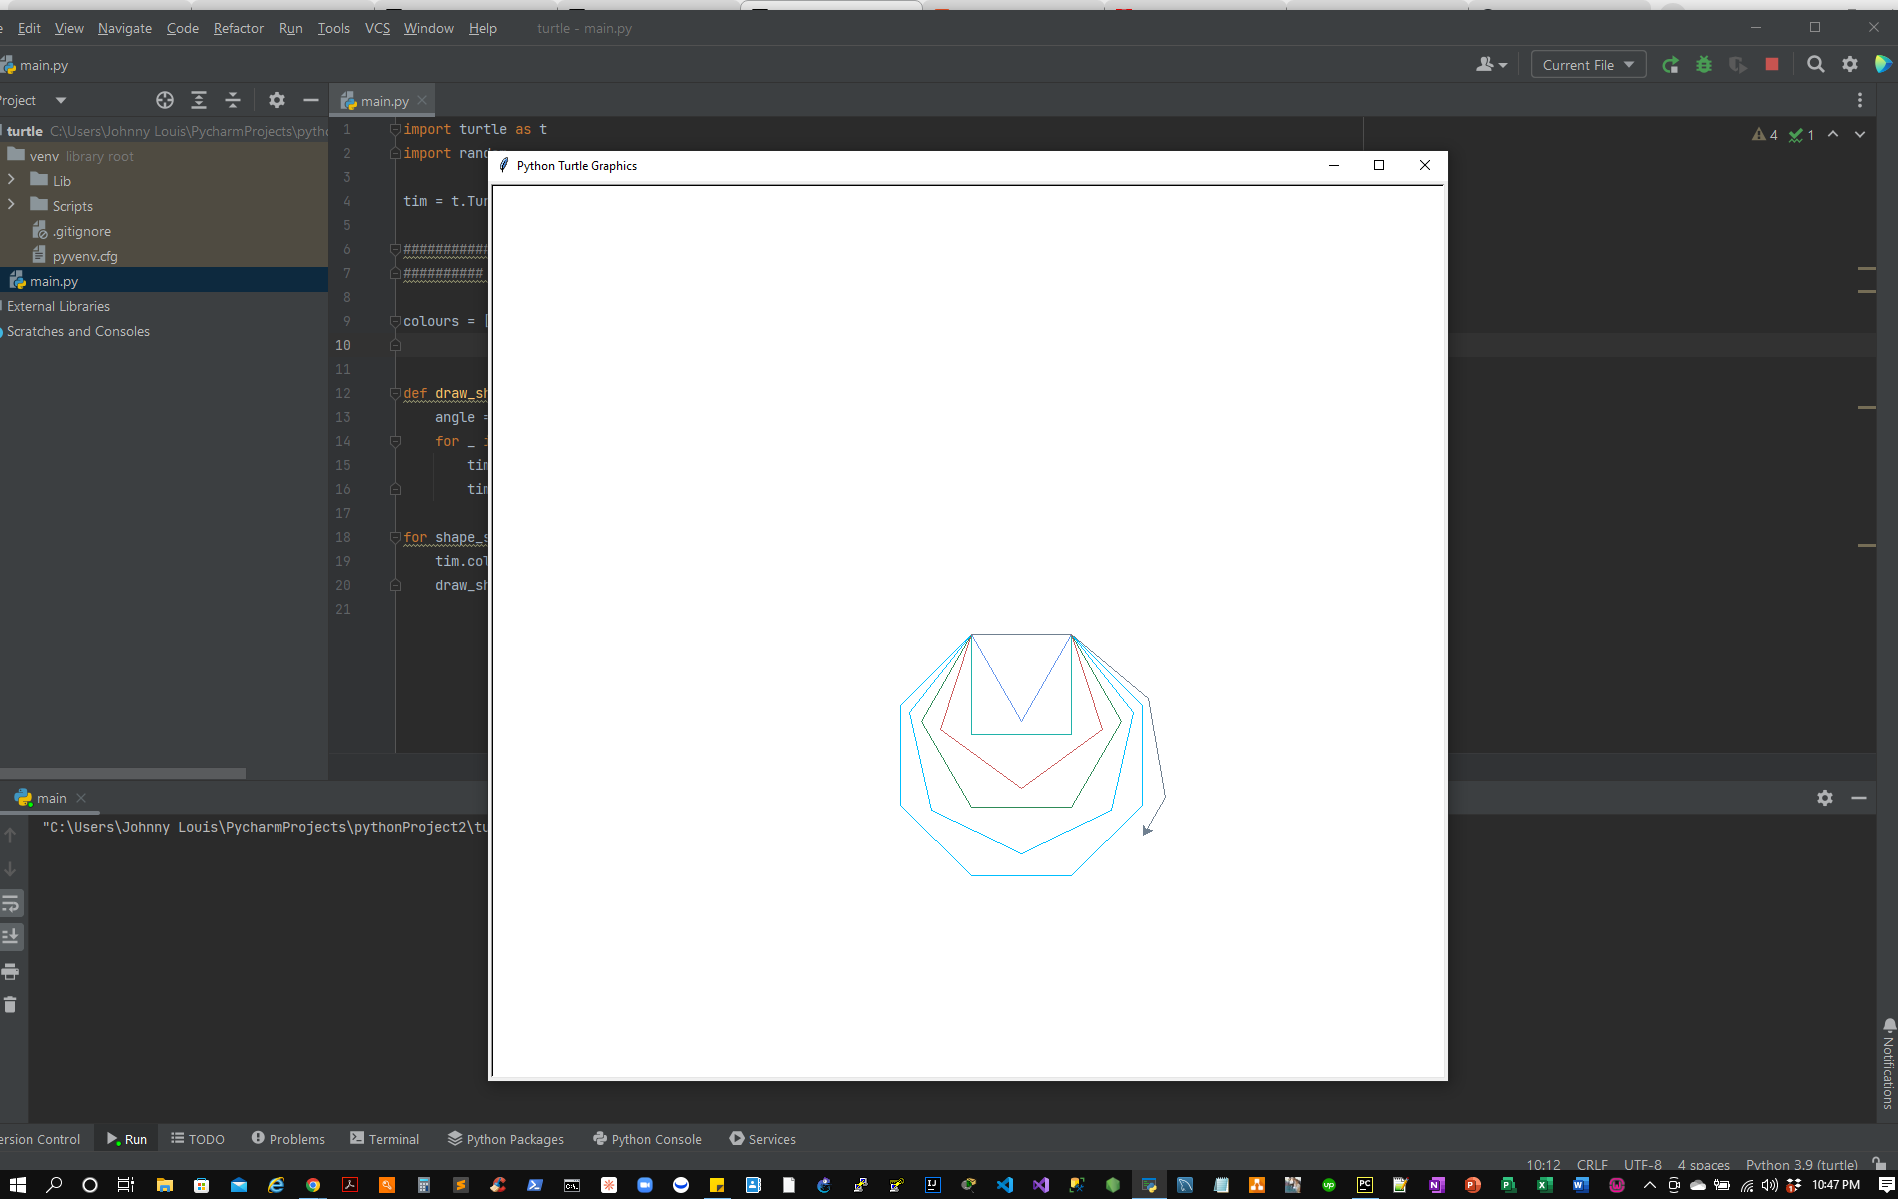 Edit View Navigate Code Refactor Run Tools VCS Window Help turtle - main.py
main.py Current File
roject main.py
turtle C:\Users\Johnny Louis\PycharmProjects\pytho
venv library root
Lib
Scripts
.gitignore
pyvenv.cfg
main.py
External Libraries
Scratches and Consoles
4 1
1 import turtle as t
2 import rando
3
4 tim = t.Tur
5
6 ###########
7 ##########
8
9 colours = [
10
11
12 def draw_sh
13 angle =
14 for _ i
15 tim
16 tim
17
18 for shape_s
19 tim.col
20 draw_sh
21
Python Turtle Graphics
main
"C:\Users\Johnny Louis\PycharmProjects\pythonProject2\tu
Notifications
ersion Control Run TODO Problems Terminal Python Packages Python Console Services
10:12 CRLF UTF-8 4 spaces Python 3.9 (turtle)
10:47 PM